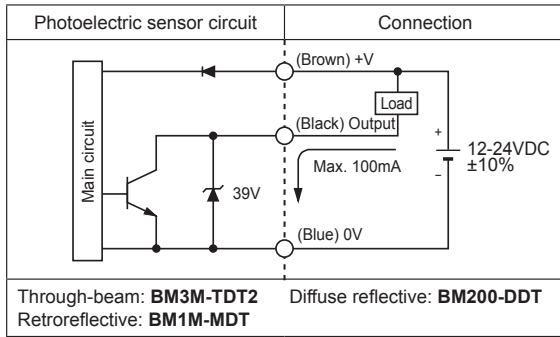 Photoelectric sensor circuit
Connection
(Brown) +V
Load
(Black) Output
Main circuit
+
12-24VDC
±10%
Max. 100mA
−
39V
(Blue) 0V
Through-beam: BM3M-TDT2
Diffuse reflective: BM200-DDT
Retroreflective: BM1M-MDT